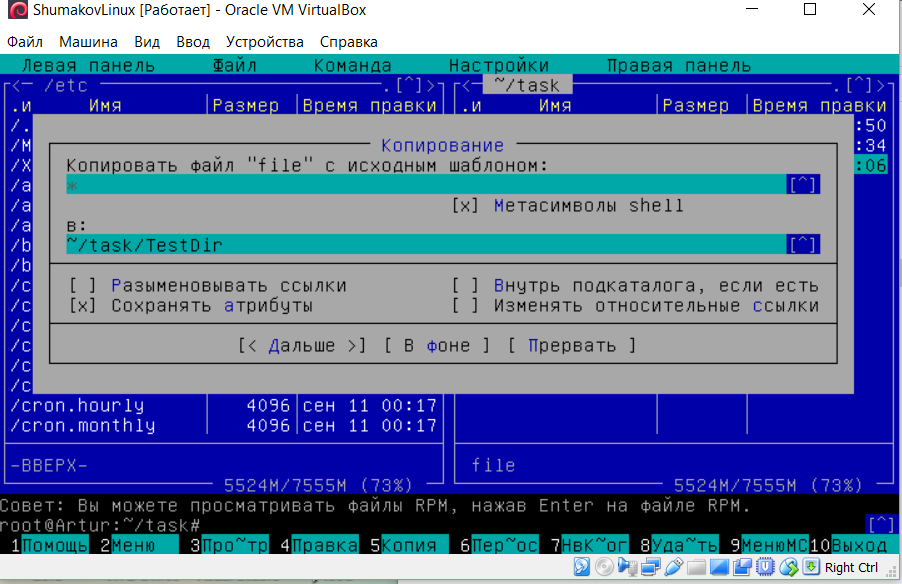 ShumakovLinux [Работает] - Oracle VM VirtualBox
Файл Машина Вид Ввод Устройства Справка
Левая панель Файл Команда Настройки Правая панель
<─ /etc .[^]> <─ ~/task .[^]>
.и Имя Размер Время правки .и Имя Размер Время правки
/. :50
/M :34
/X :06
/a
/a
/a
/b
/b
/c
/c
/c
/c
/c
/c
Копирование
Копировать файл "file" с исходным шаблоном:
* [^]
[x] Метасимволы shell
в:
~/task/TestDir [^]
[ ] Разыменовывать ссылки [ ] Внутрь подкаталога, если есть
[x] Сохранять атрибуты [ ] Изменять относительные ссылки
[< Дальше >] [ В фоне ] [ Прервать ]
/cron.hourly 4096 сен 11 00:17
/cron.monthly 4096 сен 11 00:17
-ВВЕРХ- file
5524M/7555M (73%) 5524M/7555M (73%)
Совет: Вы можете просматривать файлы RPM, нажав Enter на файле RPM.
root@Artur:~/task# [^]
1Помощь 2Меню 3Про~тр 4Правка 5Копия 6Пер~ос 7НвК~ог 8Уда~ть 9МенюMC 10Выход
Right Ctrl